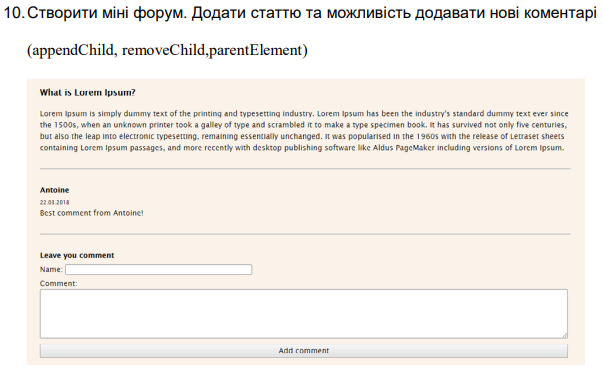 10. Створити міні форум. Додати статтю та можливість додавати нові коментарі
(appendChild, removeChild,parentElement)
What is Lorem Ipsum?
Lorem Ipsum is simply dummy text of the printing and typesetting industry. Lorem Ipsum has been the industry's standard dummy text ever since
the 1500s, when an unknown printer took a galley of type and scrambled it to make a type specimen book. It has survived not only five centuries,
but also the leap into electronic typesetting, remaining essentially unchanged. It was popularised in the 1960s with the release of Letraset sheets
containing Lorem Ipsum passages, and more recently with desktop publishing software like Aldus PageMaker including versions of Lorem Ipsum.
Antoine
22.03.2018
Best comment from Antoine!
Leave you comment
Name:
Comment:
Add comment